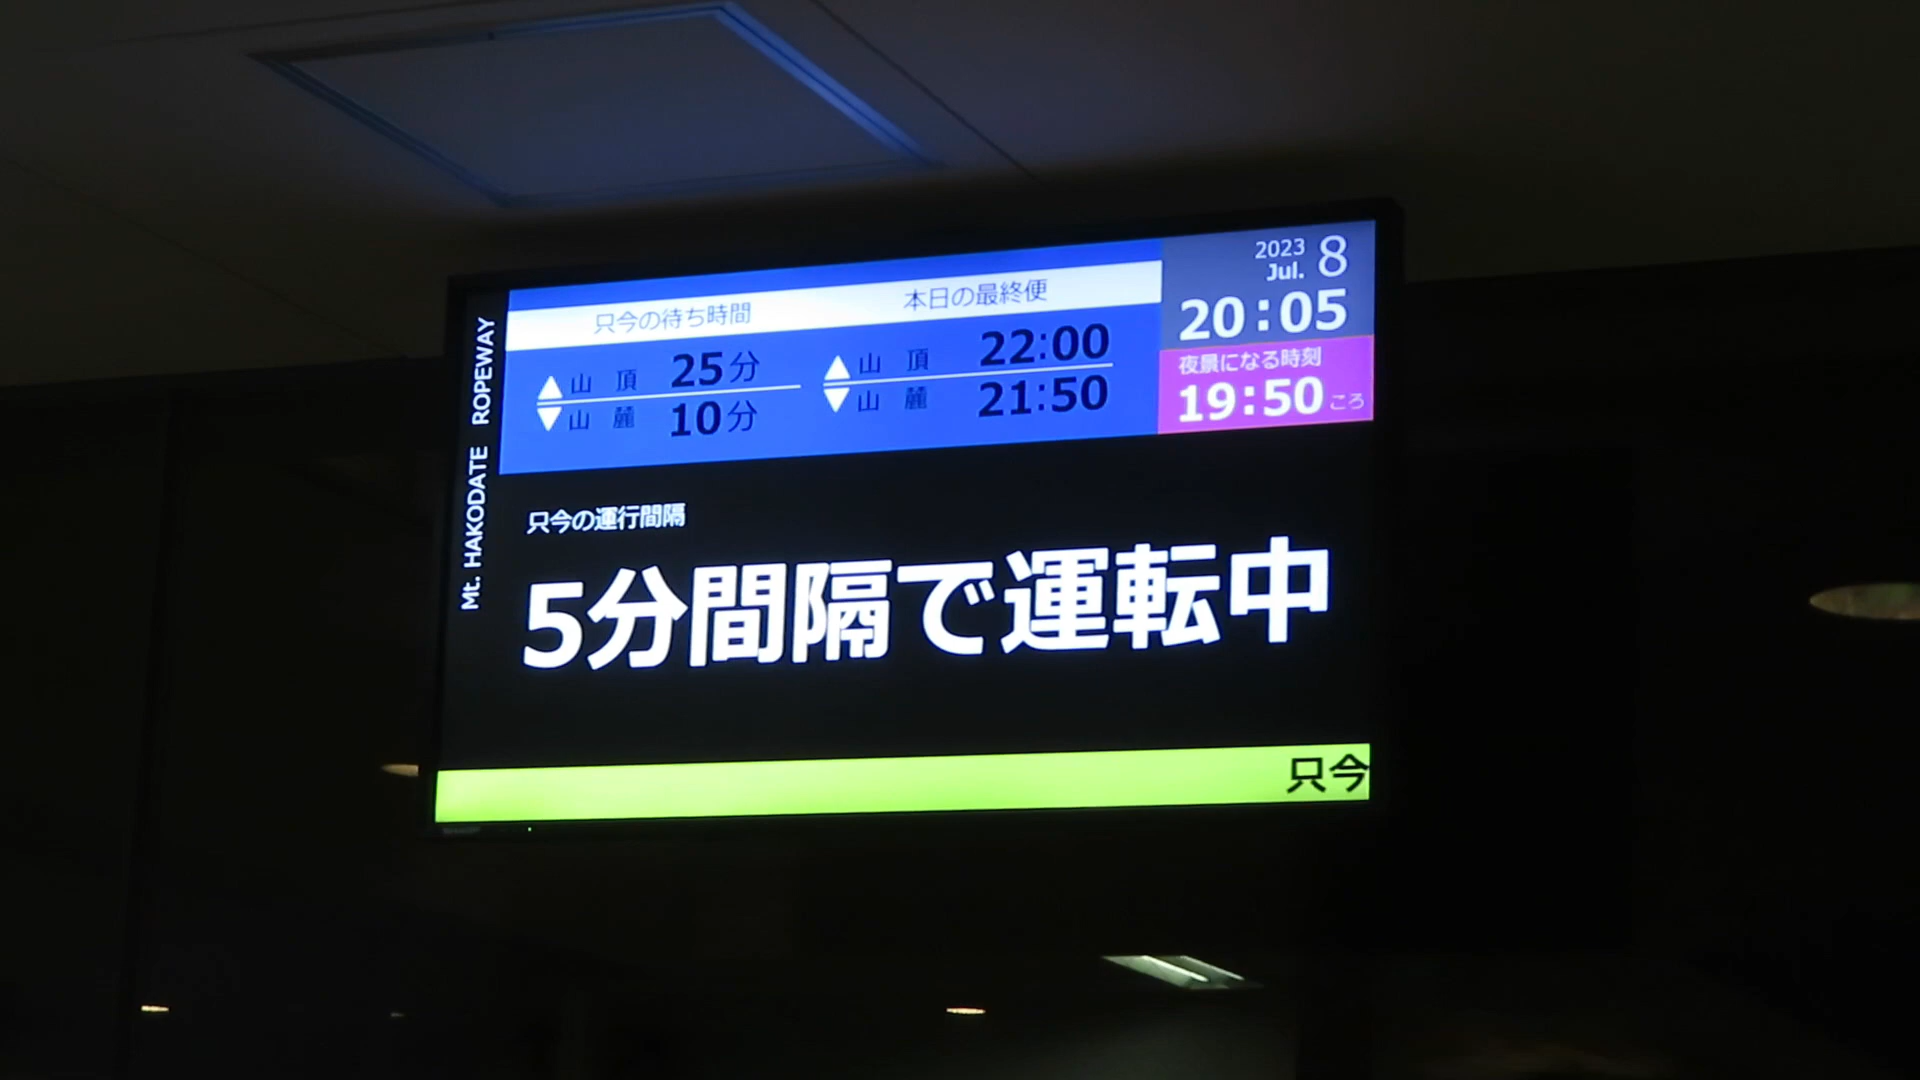 Mt. HAKODATE ROPEWAY
只今の待ち時間
▲山 頂 25分
▼山 麓 10分
本日の最終便
▲山 頂 22:00
▼山 麓 21:50
2023
Jul. 8
20:05
夜景になる時刻
19:50ころ
只今の運行間隔
5分間隔で運転中
只今